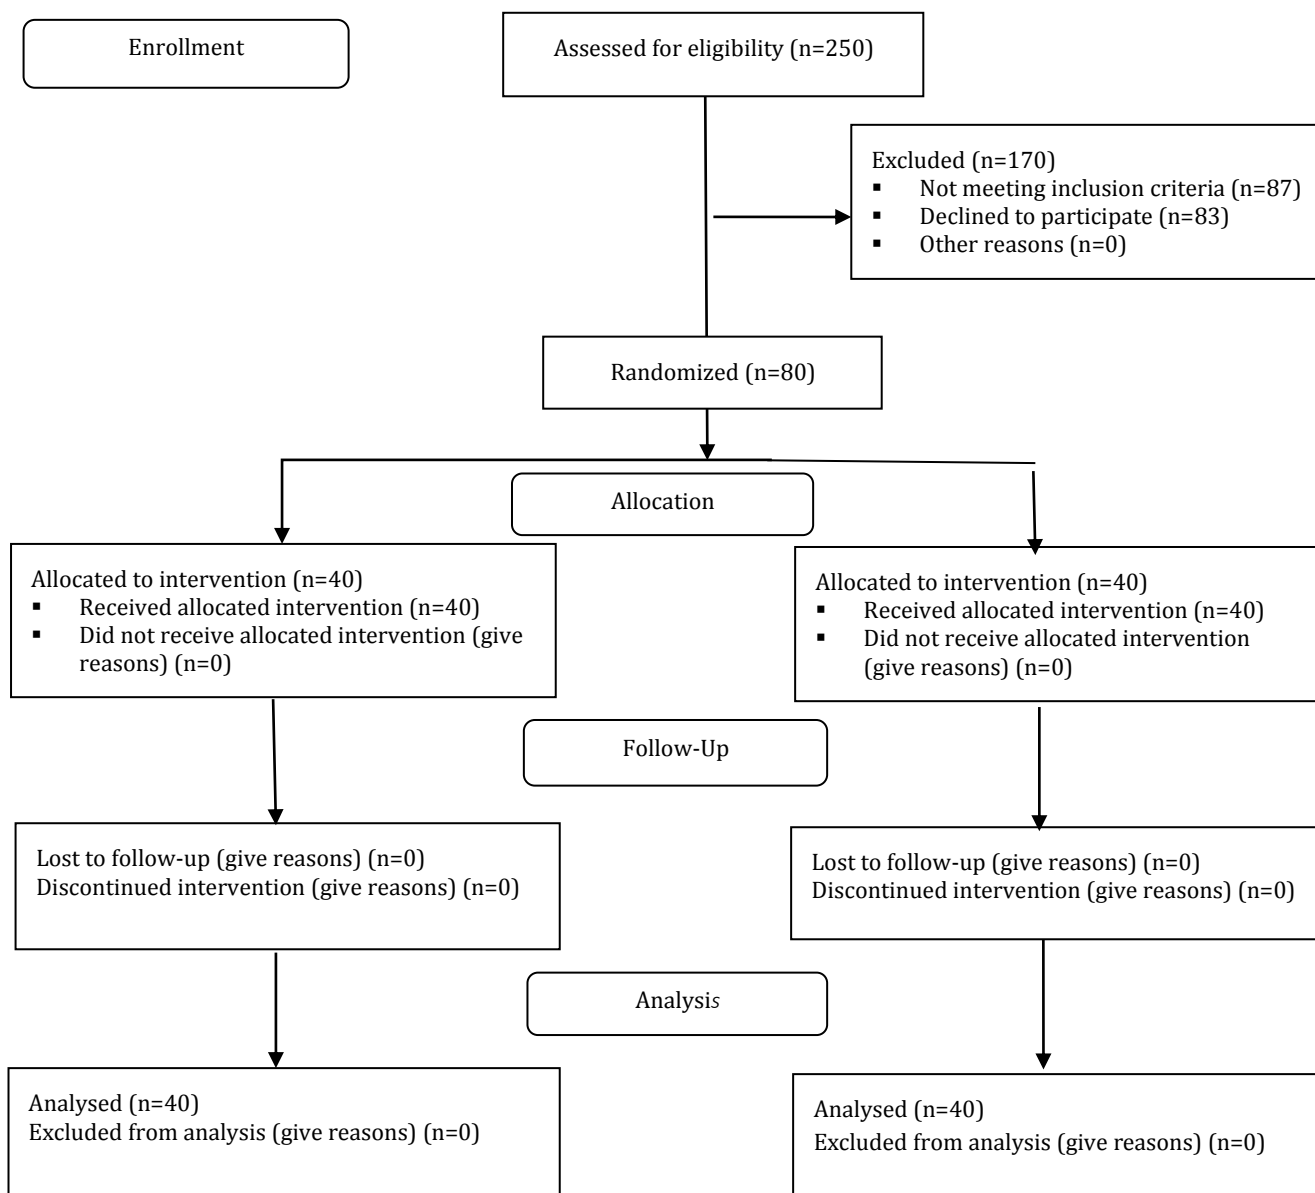 Enrollment
Assessed for eligibility (n=250)
Excluded (n=170)
▪ Not meeting inclusion criteria (n=87)
▪ Declined to participate (n=83)
▪ Other reasons (n=0)
Randomized (n=80)
Allocation
Allocated to intervention (n=40)
▪ Received allocated intervention (n=40)
▪ Did not receive allocated intervention (give
reasons) (n=0)
Allocated to intervention (n=40)
▪ Received allocated intervention (n=40)
▪ Did not receive allocated intervention
(give reasons) (n=0)
Follow-Up
Lost to follow-up (give reasons) (n=0)
Discontinued intervention (give reasons) (n=0)
Lost to follow-up (give reasons) (n=0)
Discontinued intervention (give reasons) (n=0)
Analysis
Analysed (n=40)
Excluded from analysis (give reasons) (n=0)
Analysed (n=40)
Excluded from analysis (give reasons) (n=0)